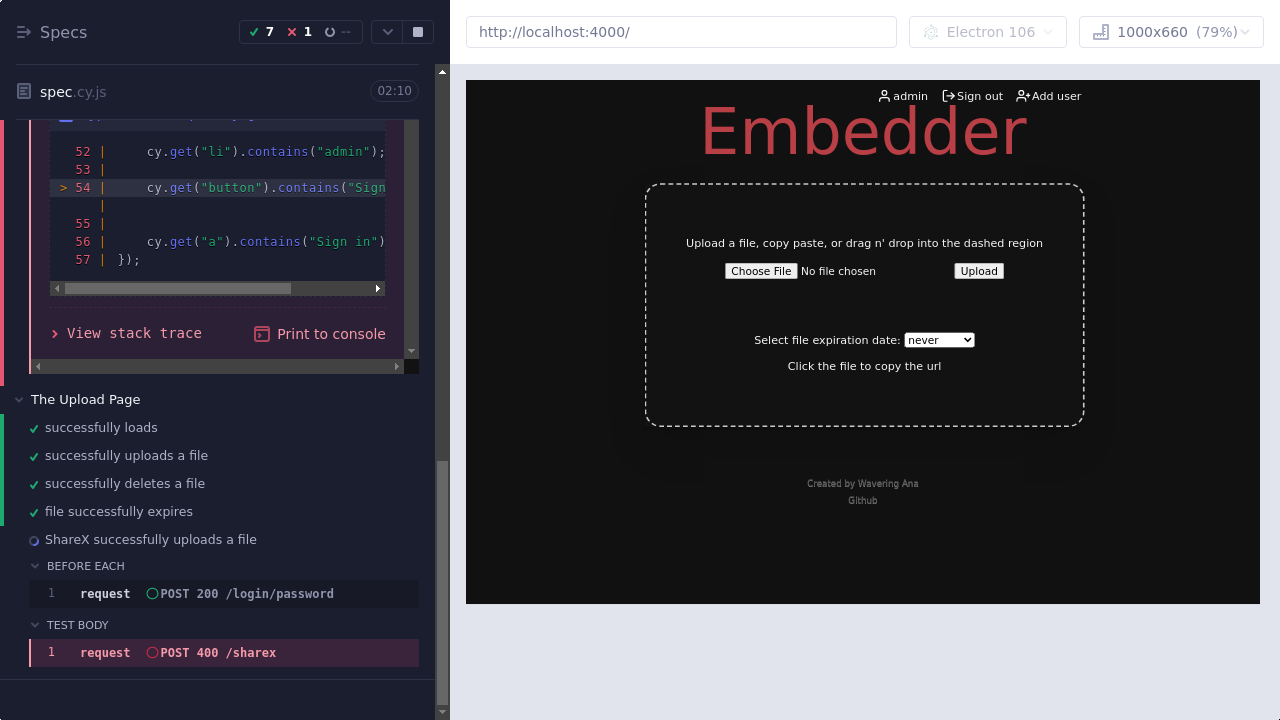 Specs
7
1
--
http://localhost:4000/
Electron 106
1000x660 (79%)
spec.cy.js
02:10
52 | cy.get("li").contains("admin");
53 |
> 54 | cy.get("button").contains("Sign
|
55 |
56 | cy.get("a").contains("Sign in")
57 | });
View stack trace
Print to console
The Upload Page
successfully loads
successfully uploads a file
successfully deletes a file
file successfully expires
ShareX successfully uploads a file
BEFORE EACH
1 request POST 200 /login/password
TEST BODY
1 request POST 400 /sharex
admin
Sign out
Add user
Embedder
Upload a file, copy paste, or drag n' drop into the dashed region
Choose File No file chosen
Upload
Select file expiration date: never
Click the file to copy the url
Created by Wavering Ana
Github